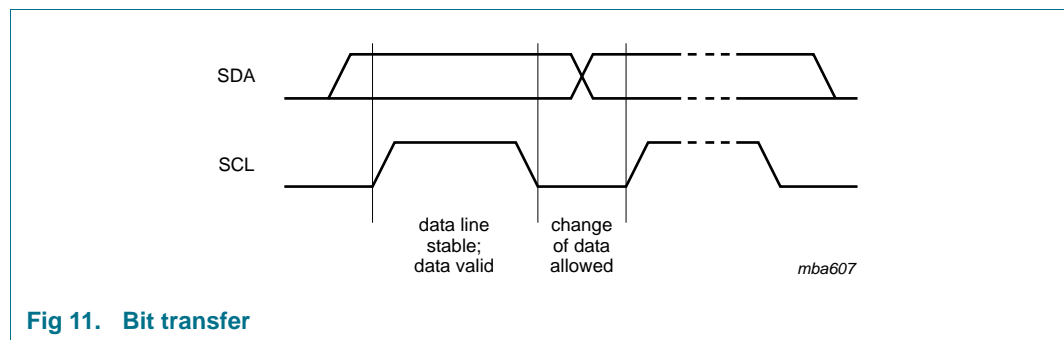 SDA
SCL
data line
stable;
data valid
change
of data
allowed
mba607
Fig 11. Bit transfer